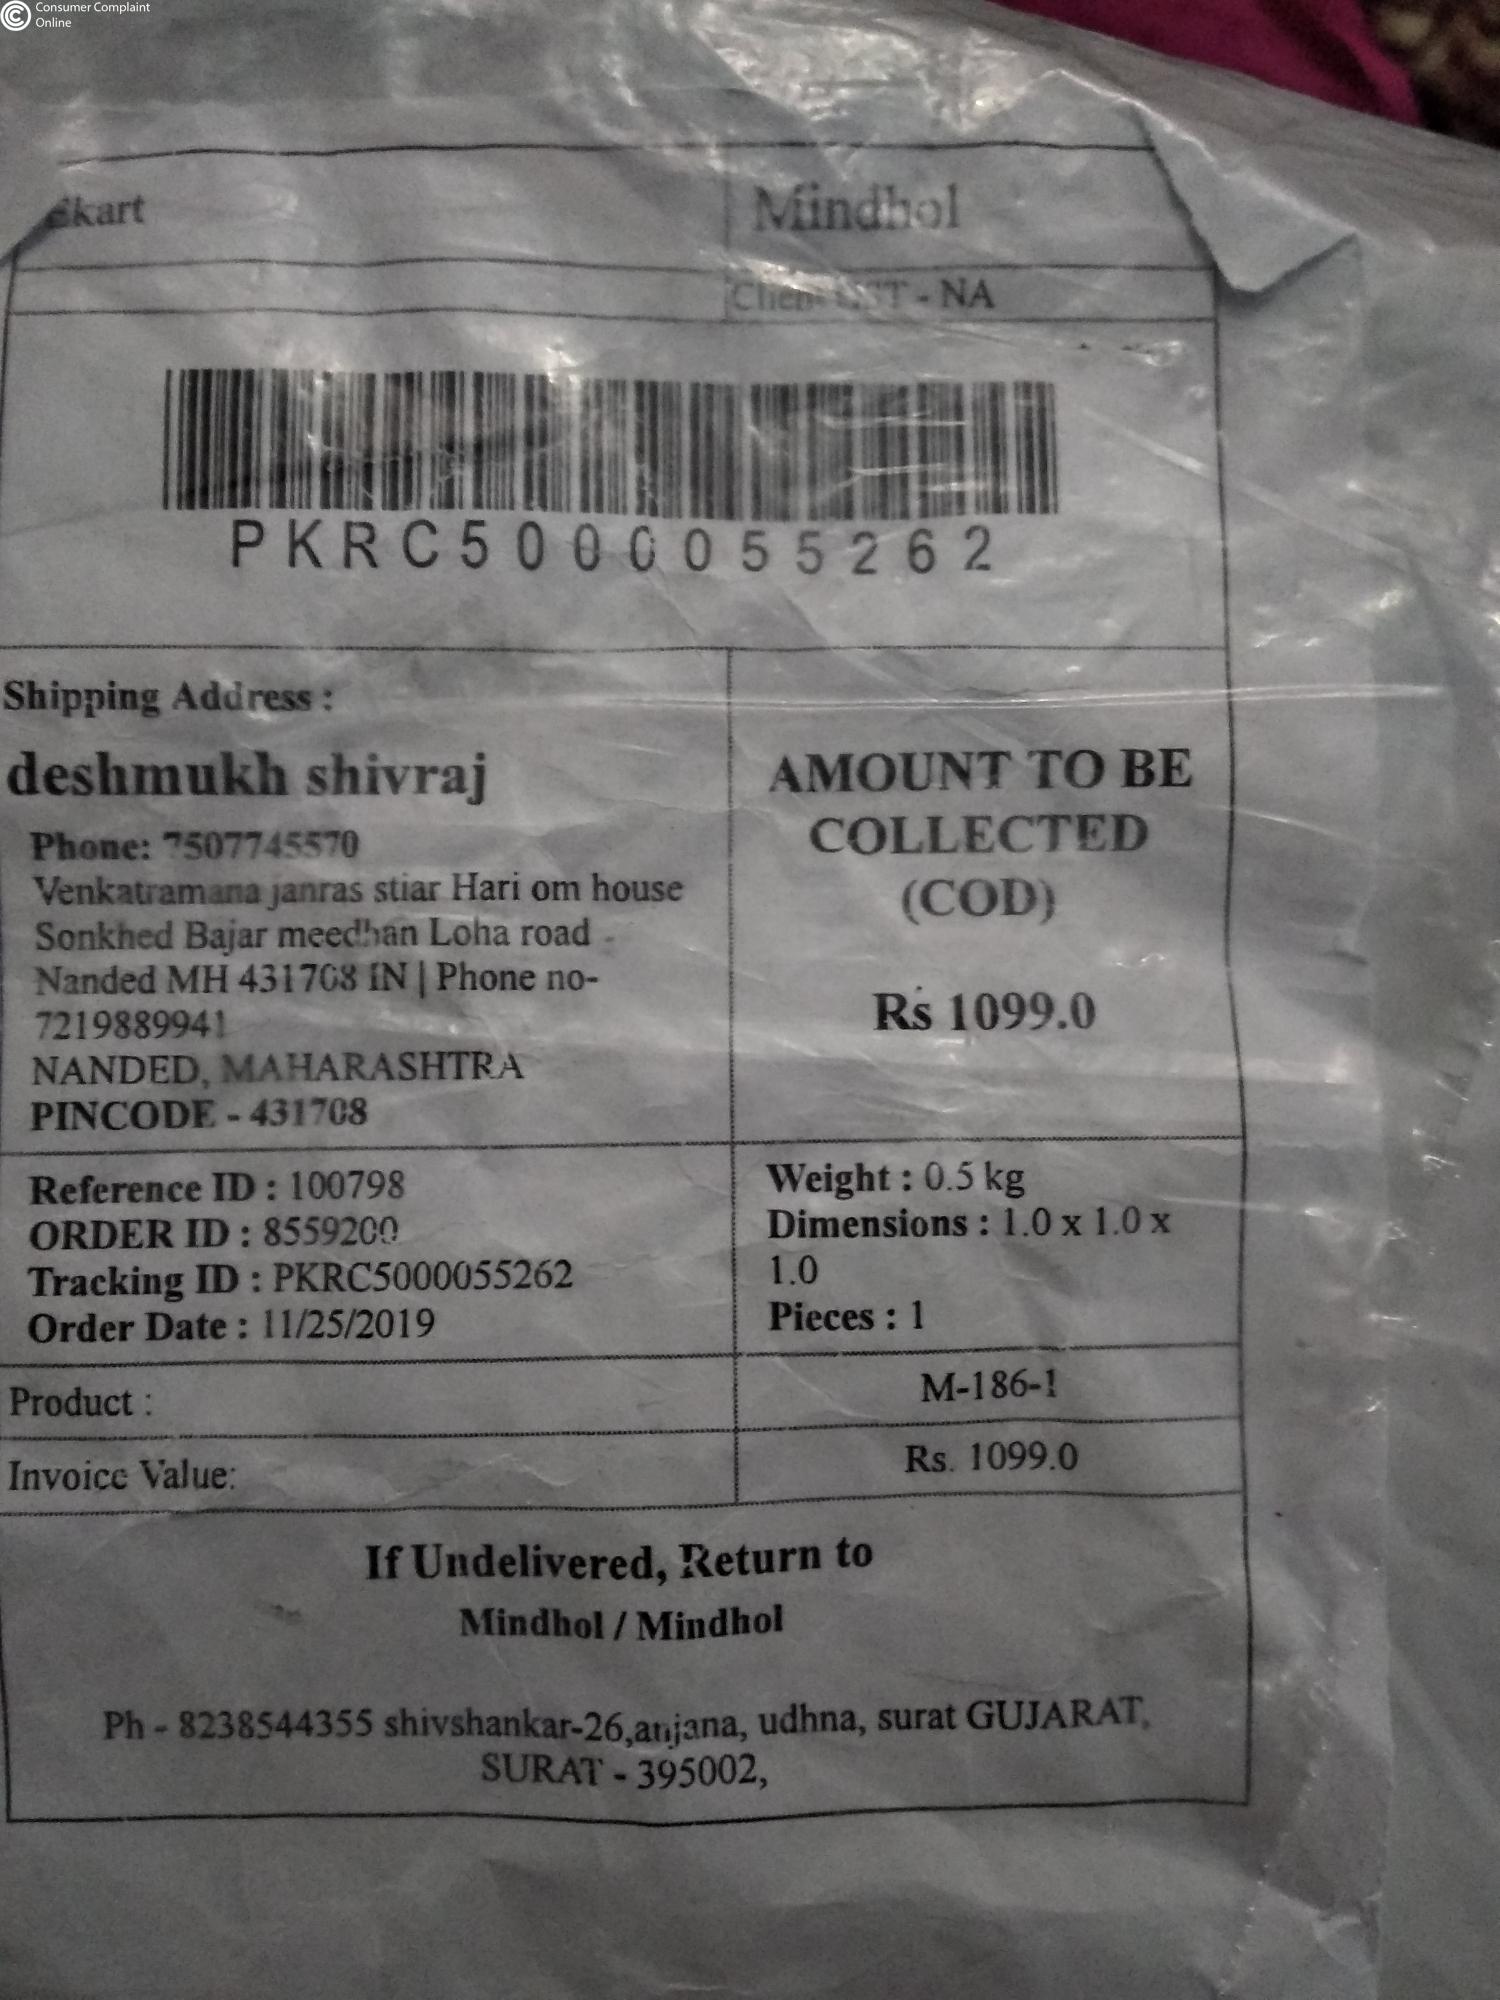 Consumer Complaint
Online
Ekart
Mindhol
Client GST - NA
PKRC5000055262
Shipping Address :
deshmukh shivraj
Phone: 7507745570
Venkatramana janras stiar Hari om house
Sonkhed Bajar meedhan Loha road -
Nanded MH 431708 IN | Phone no-
7219889941
NANDED, MAHARASHTRA
PINCODE - 431708
AMOUNT TO BE
COLLECTED
(COD)
Rs 1099.0
Reference ID : 100798
ORDER ID : 8559200
Tracking ID : PKRC5000055262
Order Date : 11/25/2019
Weight : 0.5 kg
Dimensions : 1.0 x 1.0 x
1.0
Pieces : 1
Product :
M-186-1
Invoice Value:
Rs. 1099.0
If Undelivered, Return to
Mindhol / Mindhol
Ph - 8238544355 shivshankar-26,anjana, udhna, surat GUJARAT,
SURAT - 395002,